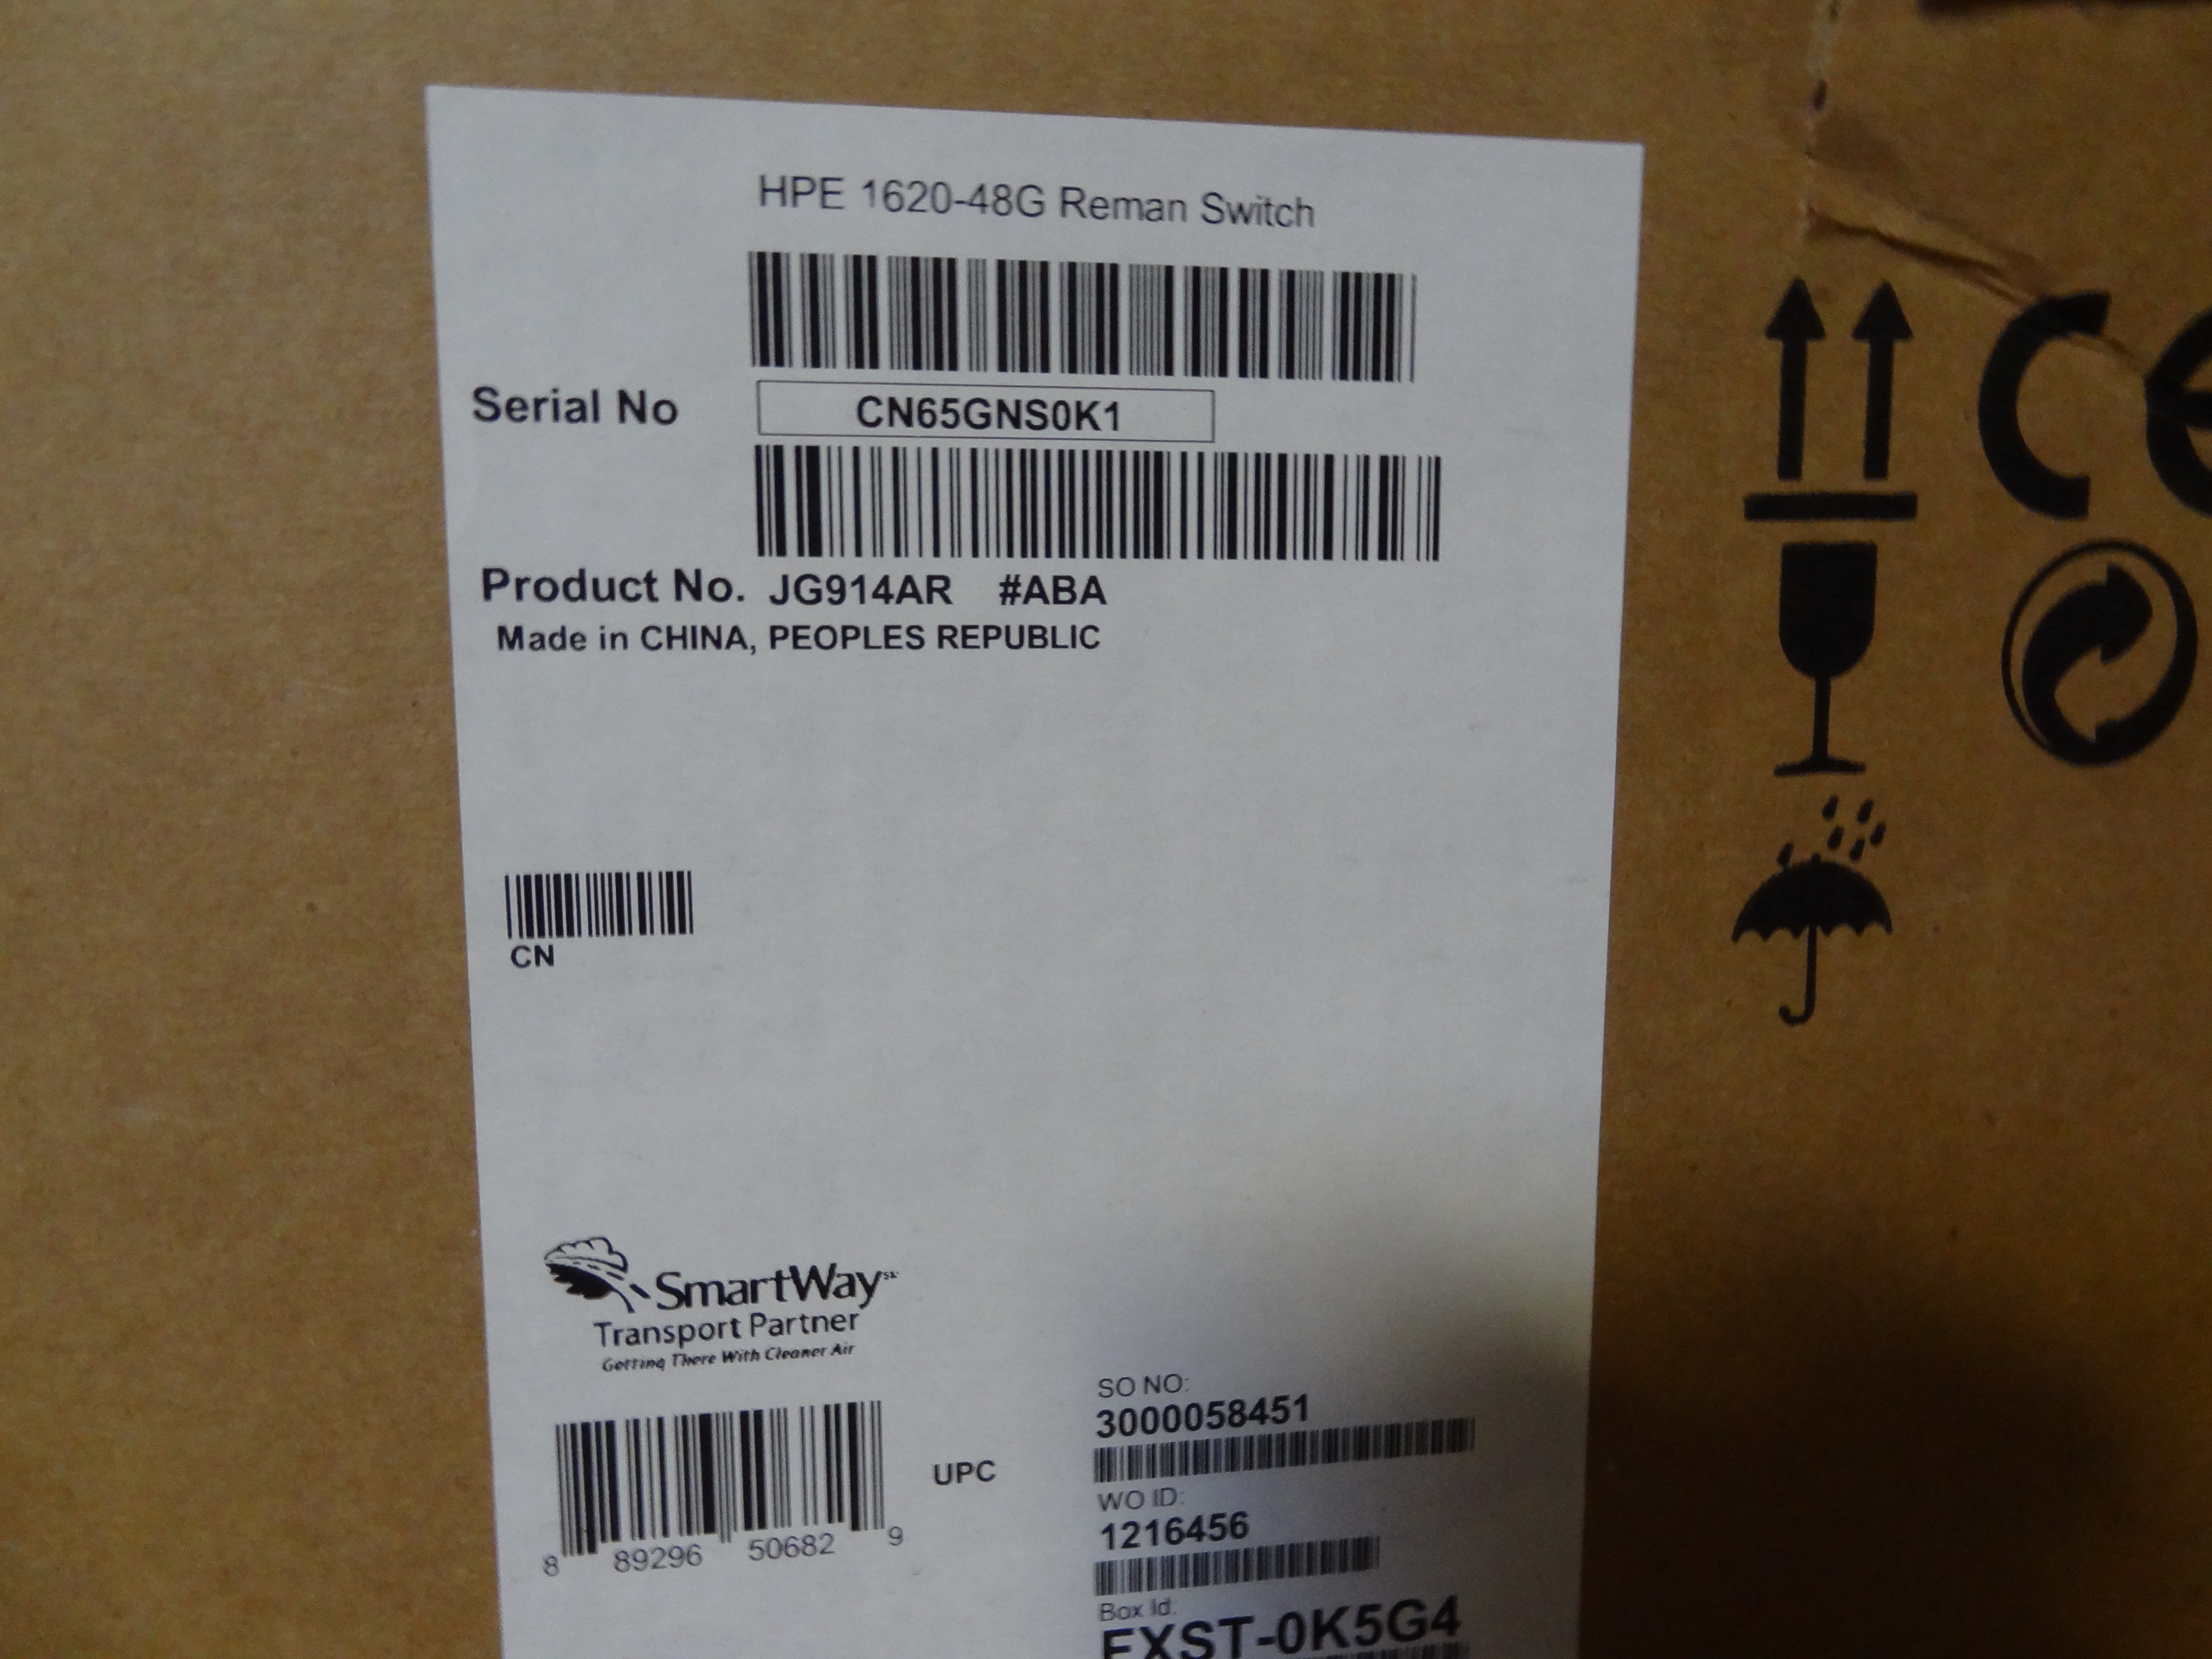 HPE 1620-48G Reman Switch
Serial No CN65GNS0K1
Product No. JG914AR #ABA
Made in CHINA, PEOPLES REPUBLIC
CN
SmartWay
Transport Partner
Getting There With Cleaner Air
8 89296 50682 9
UPC
SO NO:
3000058451
WO ID:
1216456
Box Id:
EXST-0K5G4
CE